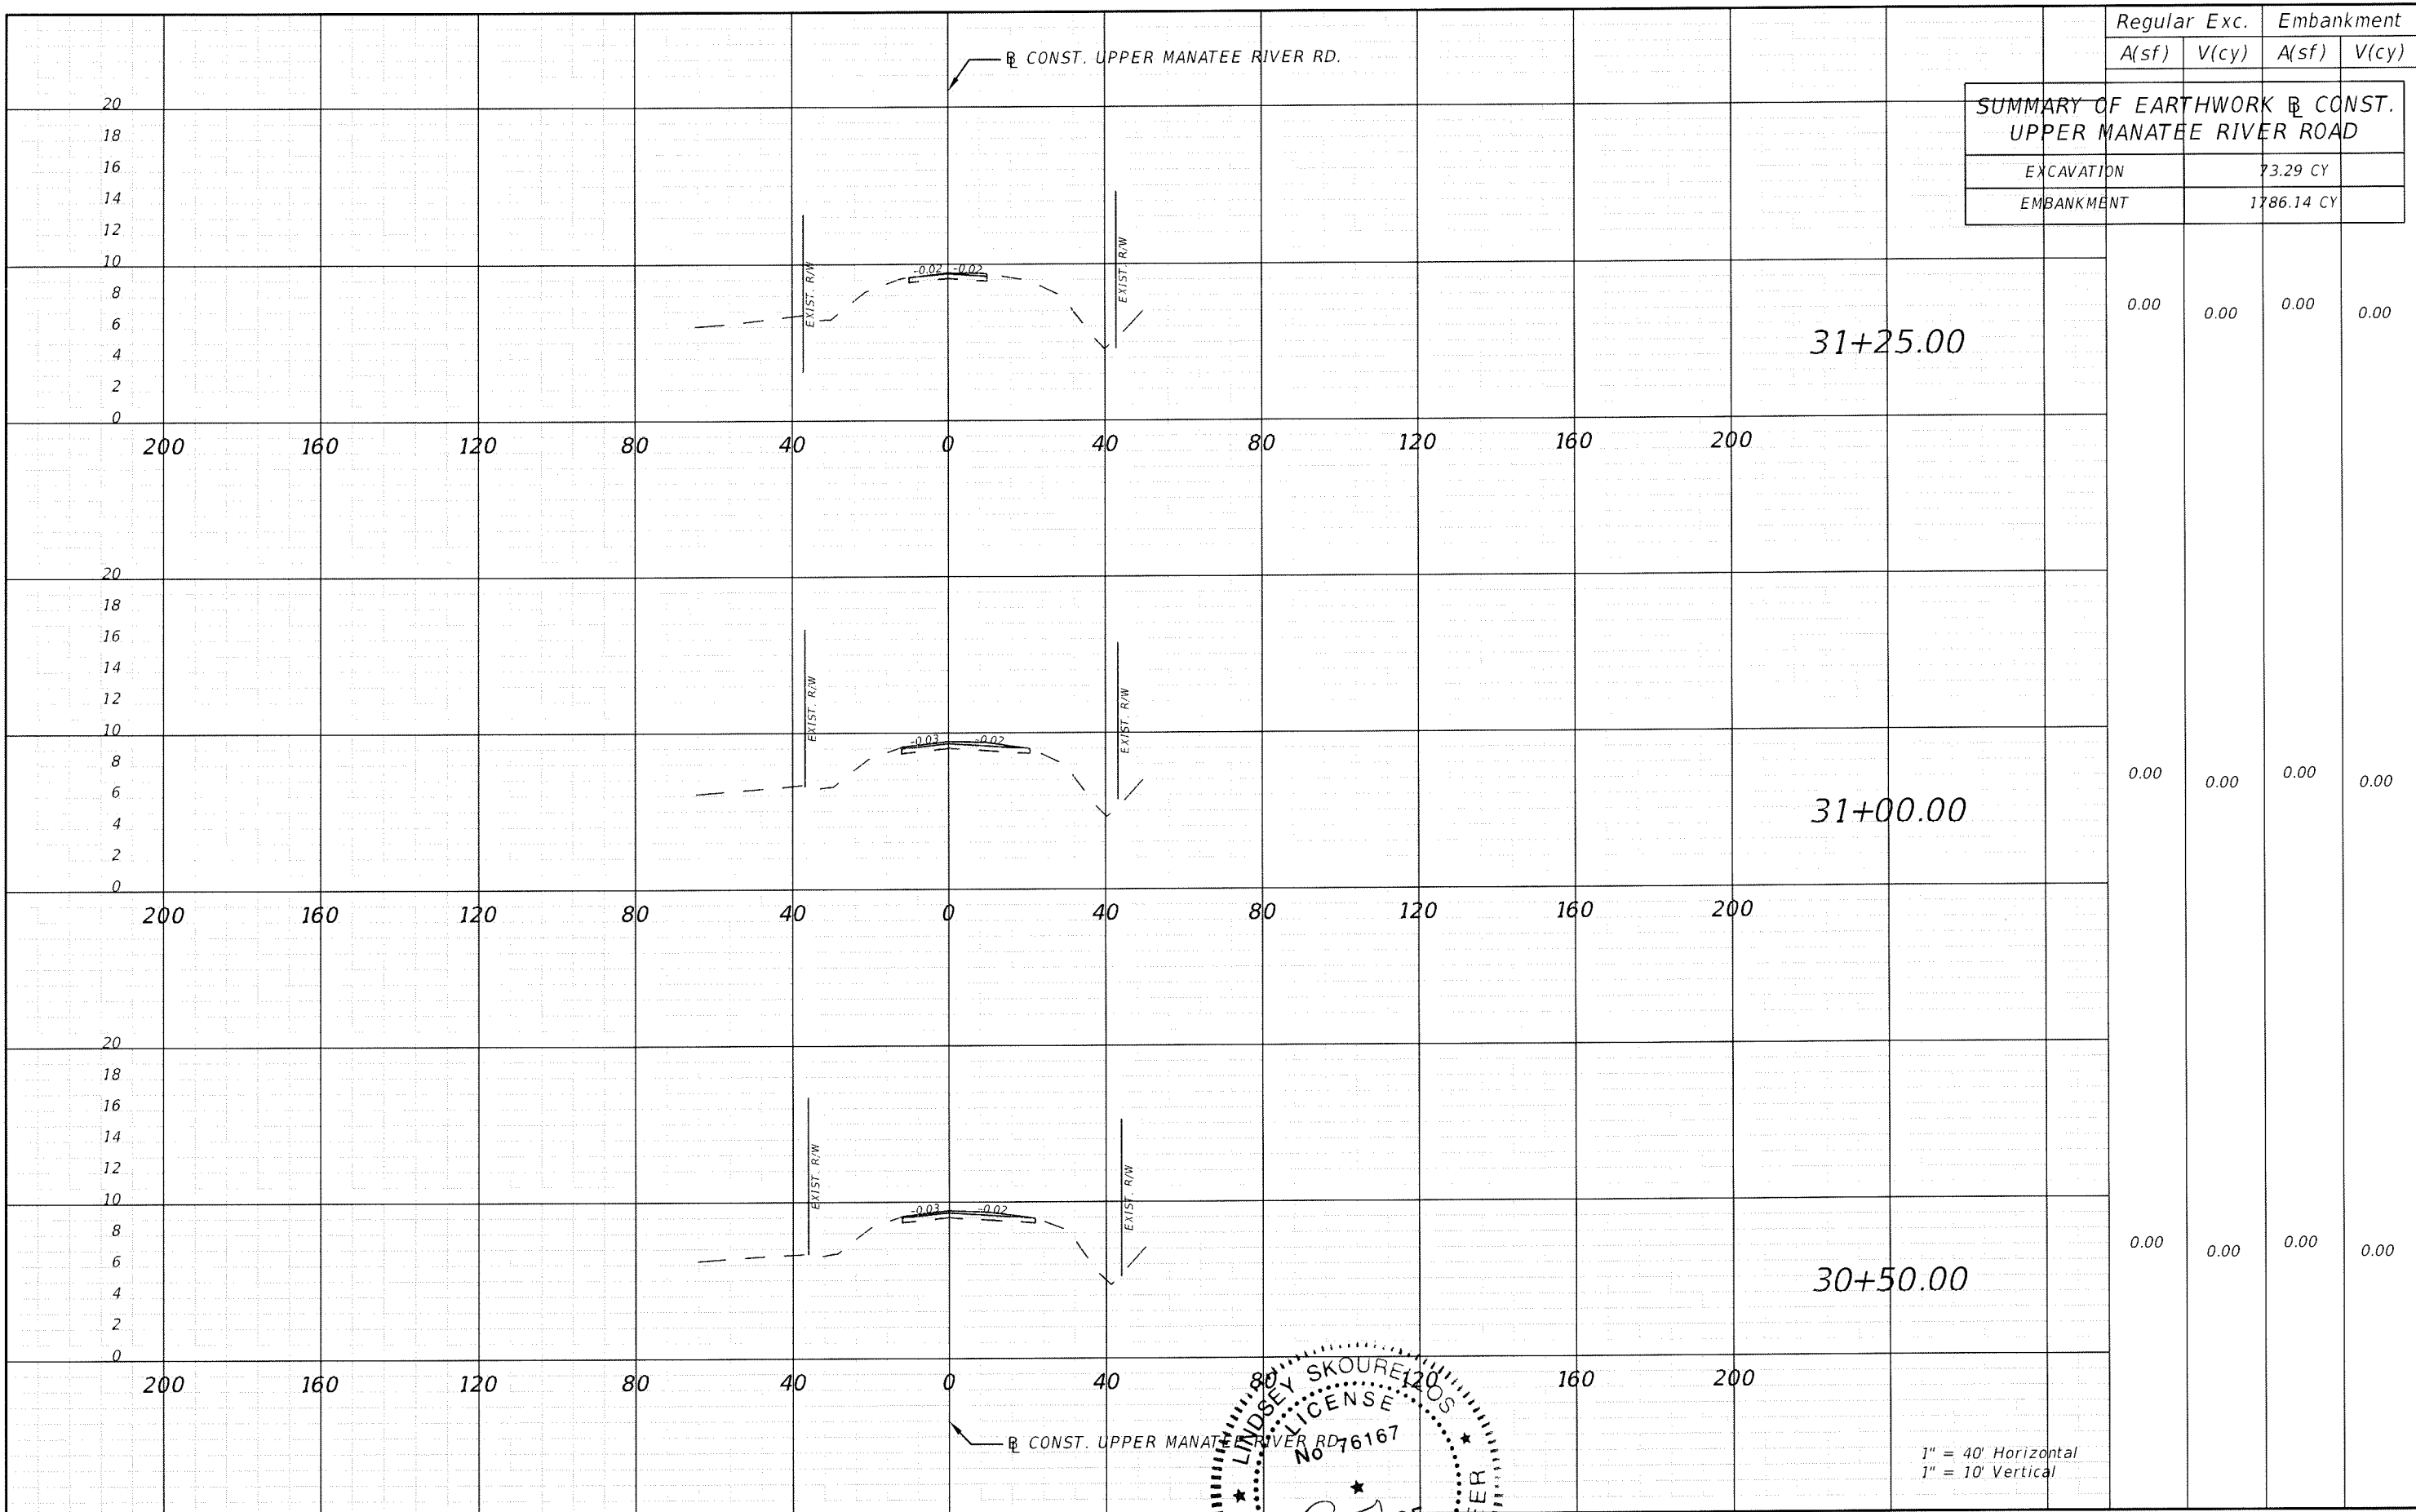 Regular Exc. Embankment
A(sf) V(cy) A(sf) V(cy)
℄ CONST. UPPER MANATEE RIVER RD.
SUMMARY OF EARTHWORK ℄ CONST.
UPPER MANATEE RIVER ROAD
EXCAVATION 73.29 CY
EMBANKMENT 1786.14 CY
20
18
16
14
12
10
8
6
4
2
0
EXIST. R/W
-0.02 -0.02
EXIST. R/W
31+25.00
0.00 0.00 0.00 0.00
200 160 120 80 40 0 40 80 120 160 200
20
18
16
14
12
10
8
6
4
2
0
EXIST. R/W
-0.03 -0.02
EXIST. R/W
31+00.00
0.00 0.00 0.00 0.00
200 160 120 80 40 0 40 80 120 160 200
20
18
16
14
12
10
8
6
4
2
0
EXIST. R/W
-0.03 -0.02
EXIST. R/W
30+50.00
0.00 0.00 0.00 0.00
200 160 120 80 40 0 40 80 120 160 200
℄ CONST. UPPER MANATEE RIVER RD.
LINDSEY SKOURELLOS
LICENSE
No 76167
1" = 40' Horizontal
1" = 10' Vertical